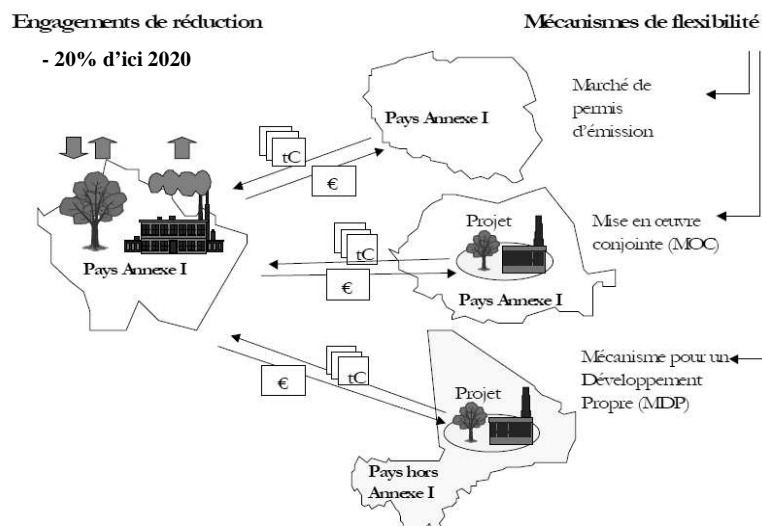 Engagements de réduction
Mécanismes de flexibilité
- 20% d'ici 2020
Pays Annexe I
Marché de
permis
d'émission
tC
€
Pays Annexe I
Projet
Mise en œuvre
conjointe (MOC)
tC
€
Pays Annexe I
Mécanisme pour un
Développement
Propre (MDP)
tC
€
Projet
Pays hors
Annexe I